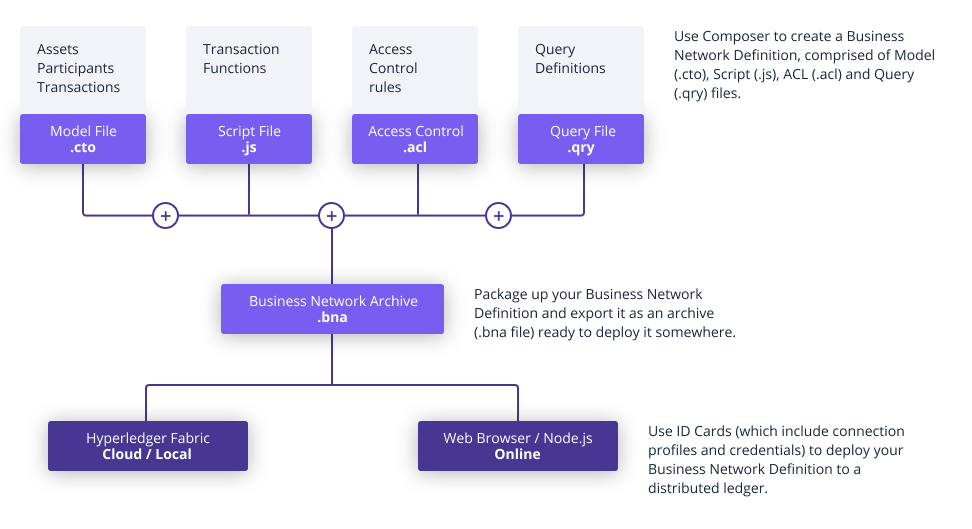 Assets
Participants
Transactions
Transaction
Functions
Access
Control
rules
Query
Definitions
Use Composer to create a Business
Network Definition, comprised of Model
(.cto), Script (.js), ACL (.acl) and Query
(.qry) files.
Model File
.cto
Script File
.js
Access Control
.acl
Query File
.qry
+
+
+
Business Network Archive
.bna
Package up your Business Network
Definition and export it as an archive
(.bna file) ready to deploy it somewhere.
Hyperledger Fabric
Cloud / Local
Web Browser / Node.js
Online
Use ID Cards (which include connection
profiles and credentials) to deploy your
Business Network Definition to a
distributed ledger.